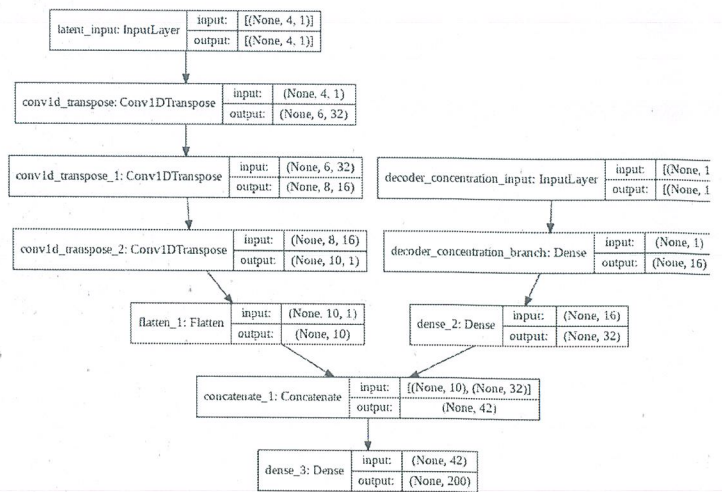 latent_input: InputLayer input: [(None, 4, 1)]
output: [(None, 4, 1)]
conv1d_transpose: Conv1DTranspose input: (None, 4, 1)
output: (None, 6, 32)
conv1d_transpose_1: Conv1DTranspose input: (None, 6, 32)
output: (None, 8, 16)
decoder_concentration_input: InputLayer input: [(None, 1
output: [(None, 1
conv1d_transpose_2: Conv1DTranspose input: (None, 8, 16)
output: (None, 10, 1)
decoder_concentration_branch: Dense input: (None, 1)
output: (None, 16)
flatten_1: Flatten input: (None, 10, 1)
output: (None, 10)
dense_2: Dense input: (None, 16)
output: (None, 32)
concatenate_1: Concatenate input: [(None, 10), (None, 32)]
output: (None, 42)
dense_3: Dense input: (None, 42)
output: (None, 200)